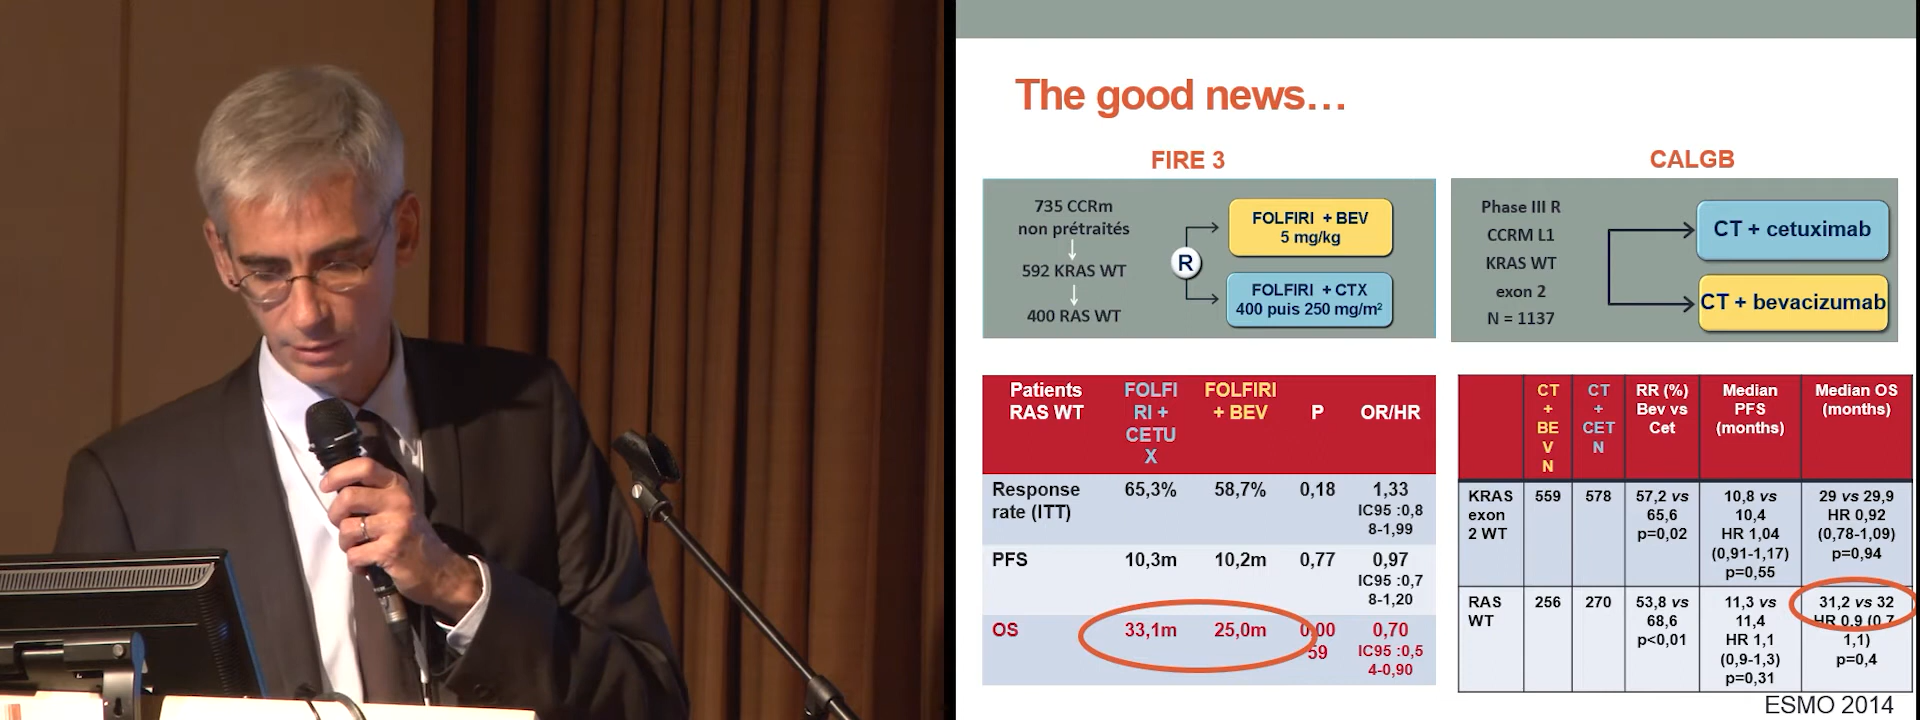 The good news…
FIRE 3
735 CCRm
non prétraités
592 KRAS WT
400 RAS WT
R
FOLFIRI + BEV
5 mg/kg
FOLFIRI + CTX
400 puis 250 mg/m²
CALGB
Phase III R
CCRM L1
KRAS WT
exon 2
N = 1137
CT + cetuximab
CT + bevacizumab
Patients
RAS WT
FOLFI
RI +
CETU
X
FOLFIRI
+ BEV
P
OR/HR
Response
rate (ITT)
65,3%
58,7%
0,18
1,33
IC95 :0,8
8-1,99
PFS
10,3m
10,2m
0,77
0,97
IC95 :0,7
8-1,20
OS
33,1m
25,0m
0,00
59
0,70
IC95 :0,5
4-0,90
CT
+
BE
V
N
CT
+
CET
N
RR (%)
Bev vs
Cet
Median
PFS
(months)
Median OS
(months)
KRAS
exon
2 WT
559
578
57,2 vs
65,6
p=0,02
10,8 vs
10,4
HR 1,04
(0,91-1,17)
p=0,55
29 vs 29,9
HR 0,92
(0,78-1,09)
p=0,94
RAS
WT
256
270
53,8 vs
68,6
p<0,01
11,3 vs
11,4
HR 1,1
(0,9-1,3)
p=0,31
31,2 vs 32
HR 0,9 (0,7-
1,1)
p=0,4
ESMO 2014